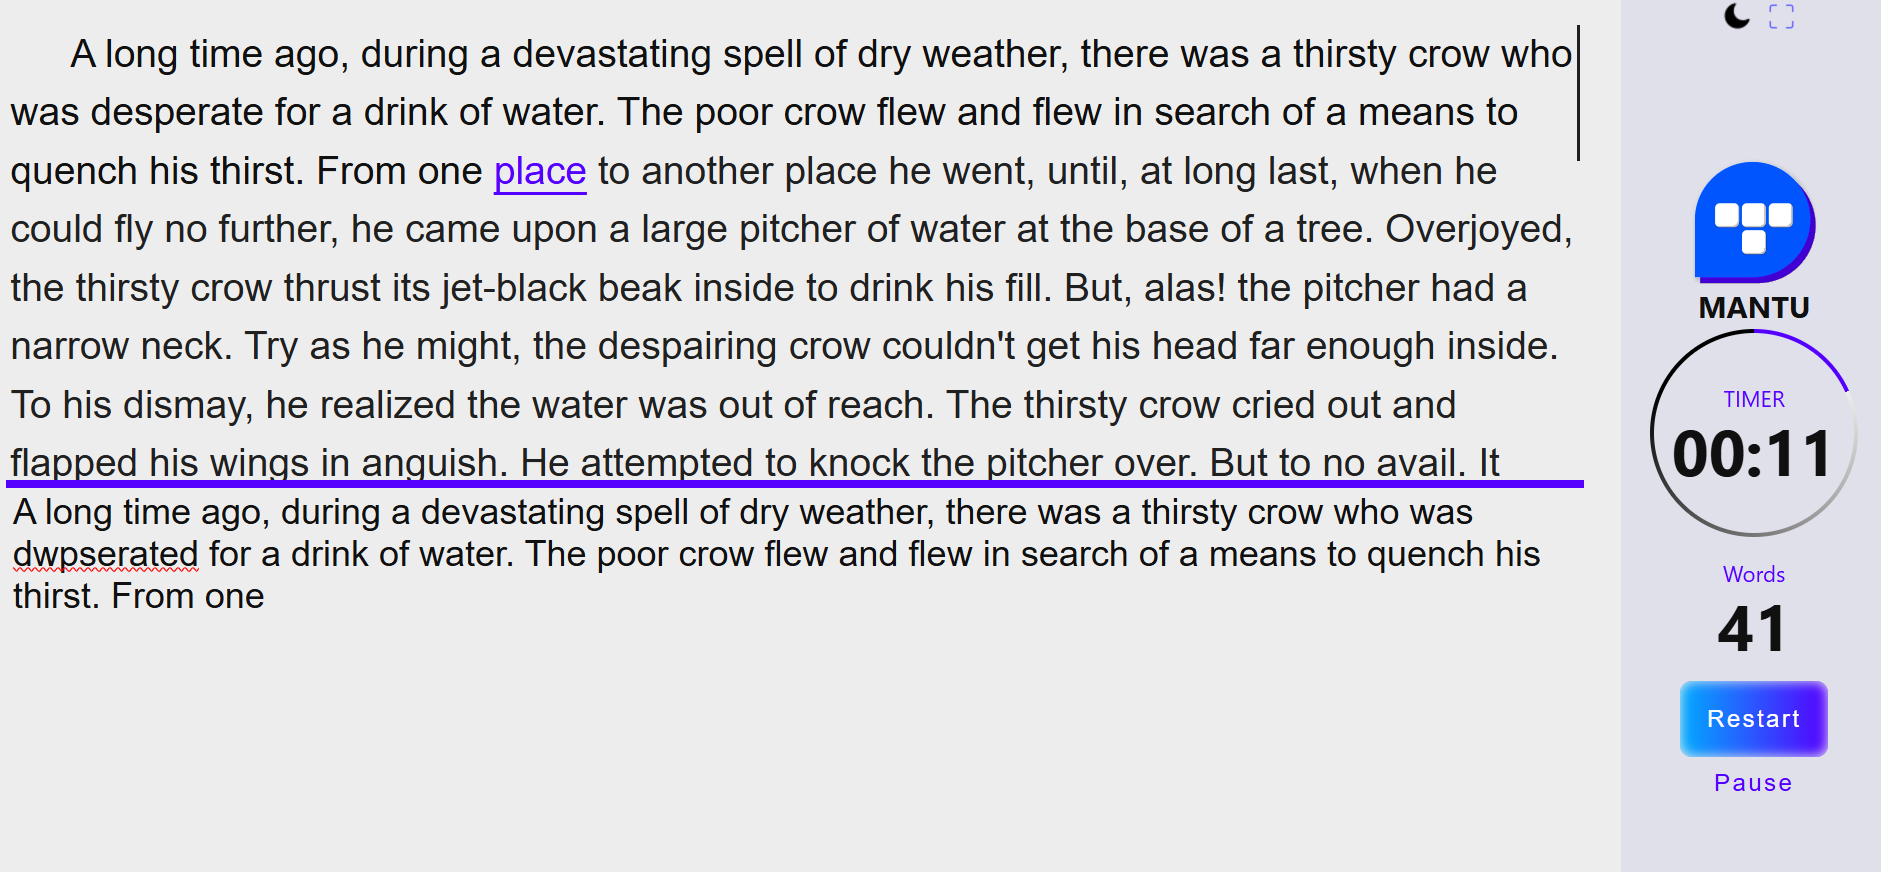 A long time ago, during a devastating spell of dry weather, there was a thirsty crow who
was desperate for a drink of water. The poor crow flew and flew in search of a means to
quench his thirst. From one place to another place he went, until, at long last, when he
could fly no further, he came upon a large pitcher of water at the base of a tree. Overjoyed,
the thirsty crow thrust its jet-black beak inside to drink his fill. But, alas! the pitcher had a
narrow neck. Try as he might, the despairing crow couldn't get his head far enough inside.
To his dismay, he realized the water was out of reach. The thirsty crow cried out and
flapped his wings in anguish. He attempted to knock the pitcher over. But to no avail. It
A long time ago, during a devastating spell of dry weather, there was a thirsty crow who was
dwpserated for a drink of water. The poor crow flew and flew in search of a means to quench his
thirst. From one
MANTU
TIMER
00:11
Words
41
Restart
Pause